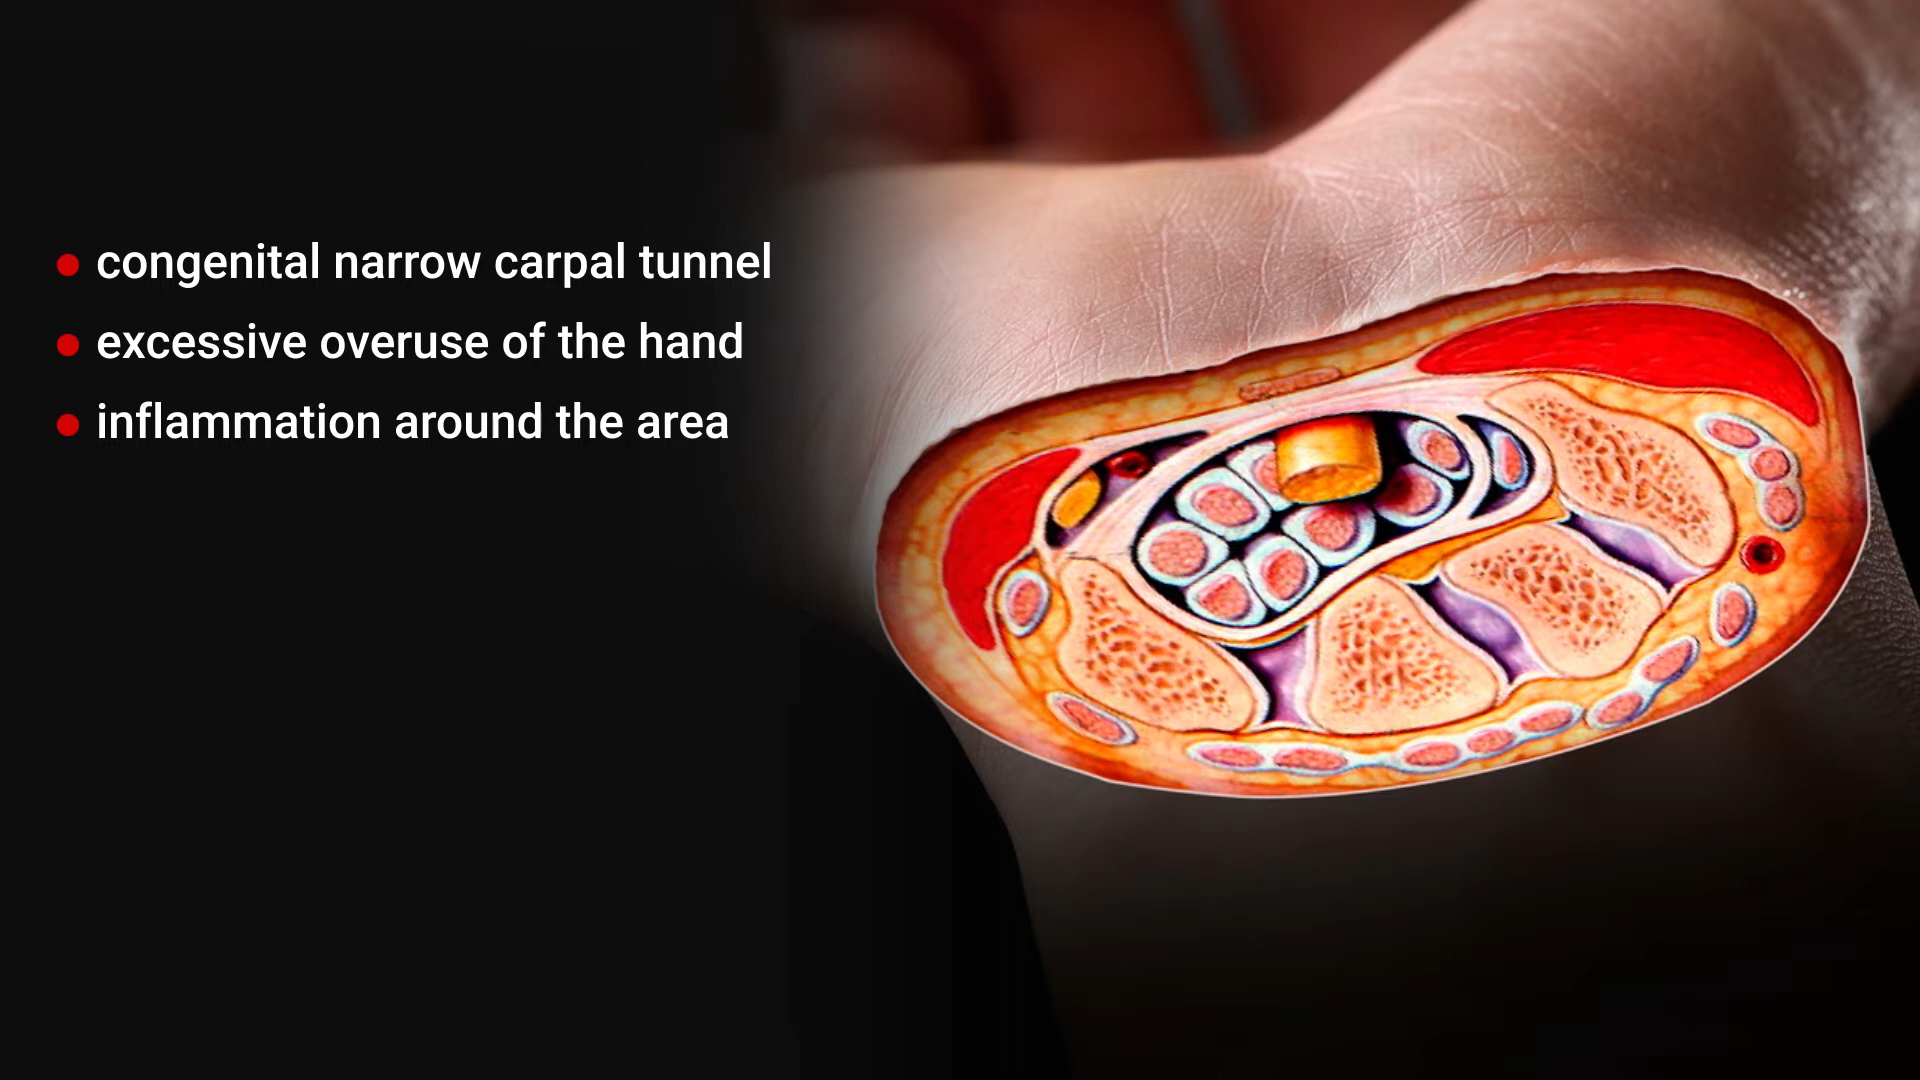 congenital narrow carpal tunnel
excessive overuse of the hand
inflammation around the area